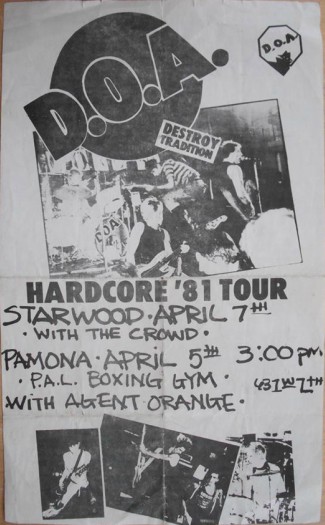 D.O.A.
D.O.A
DESTROY
TRADITION
DOA
HARDCORE '81 TOUR
STARWOOD · APRIL 7TH
· WITH THE CROWD ·
PAMONA · APRIL 5TH 3:00 pm.
· P.A.L. BOXING GYM · 431 W 7TH
WITH AGENT ORANGE ·